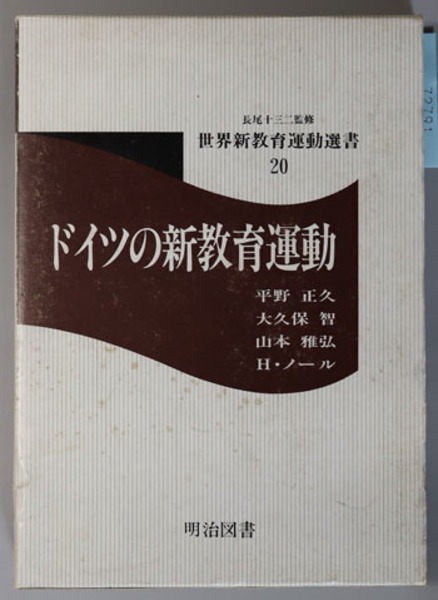 長尾十三二監修
世界新教育運動選書
20
ドイツの新教育運動
平野 正久
大久保 智
山本 雅弘
H・ノール
明治図書
72791